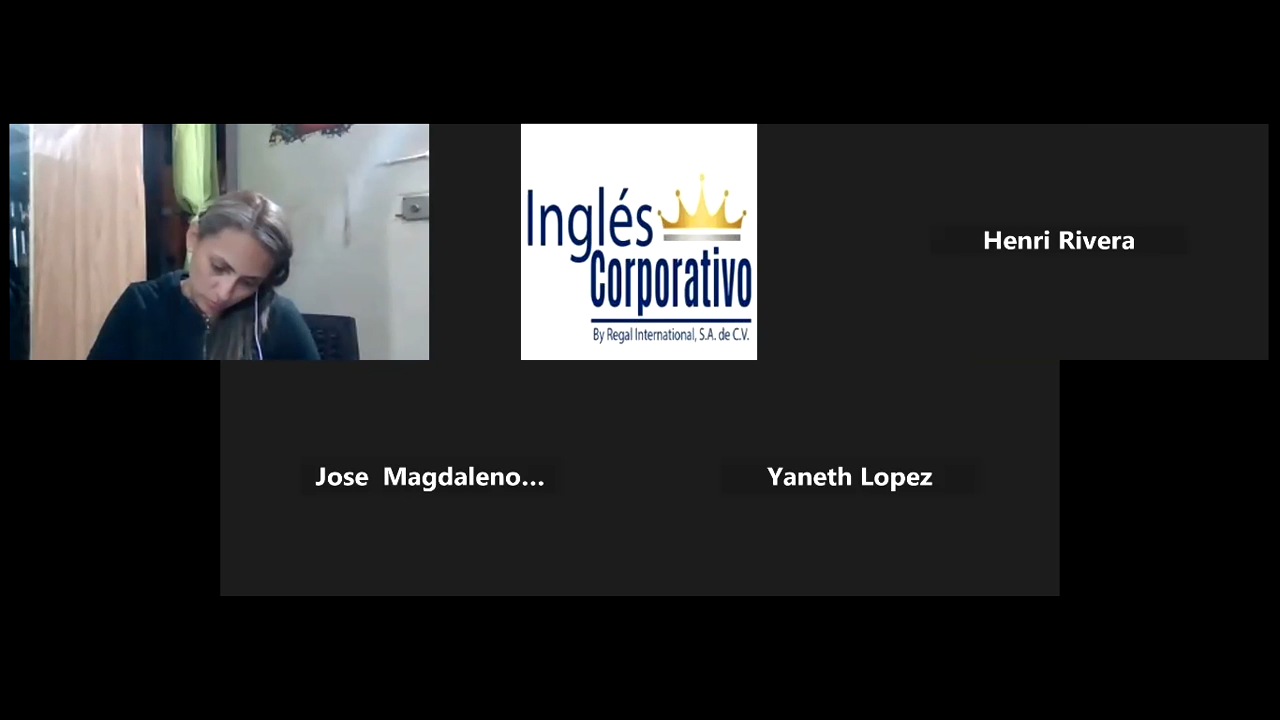 Inglés
Corporativo
By Regal International, S.A. de C.V.
Henri Rivera
Jose Magdaleno...
Yaneth Lopez